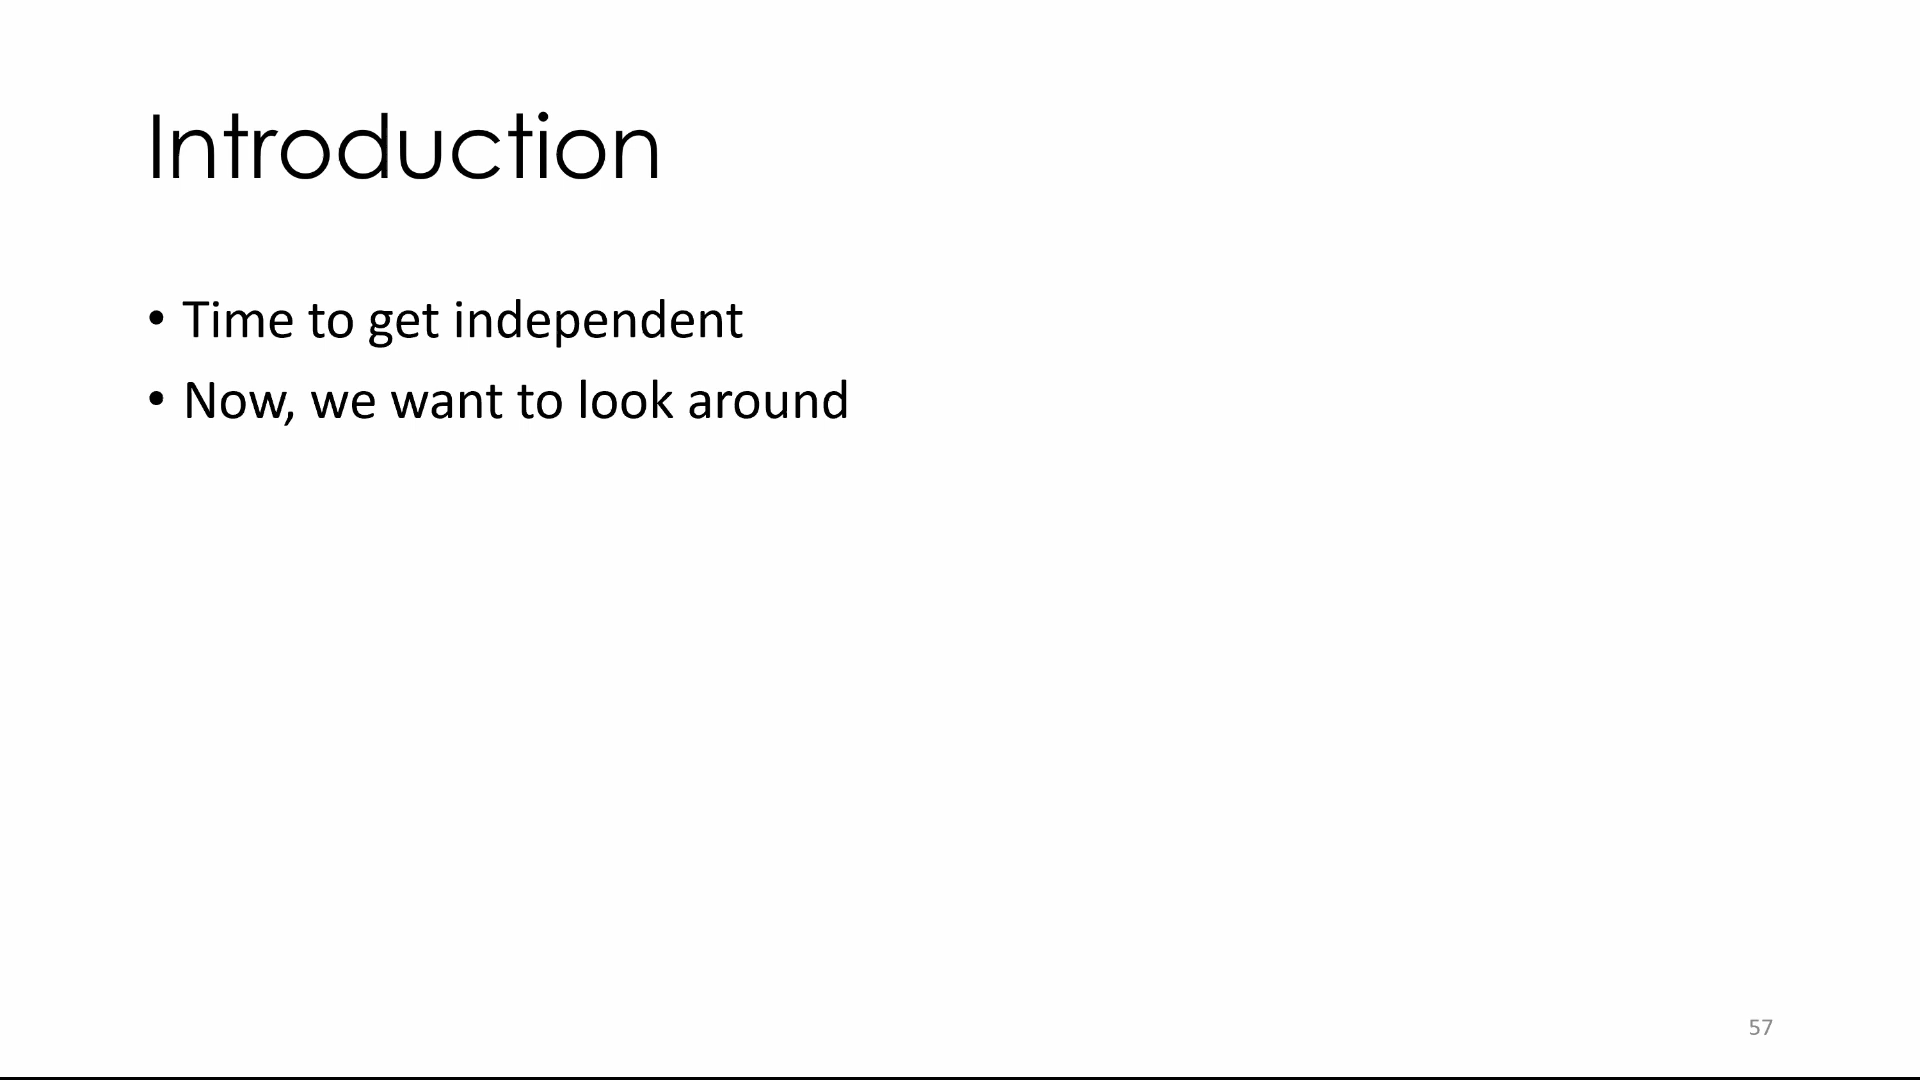 Introduction
• Time to get independent
• Now, we want to look around
57